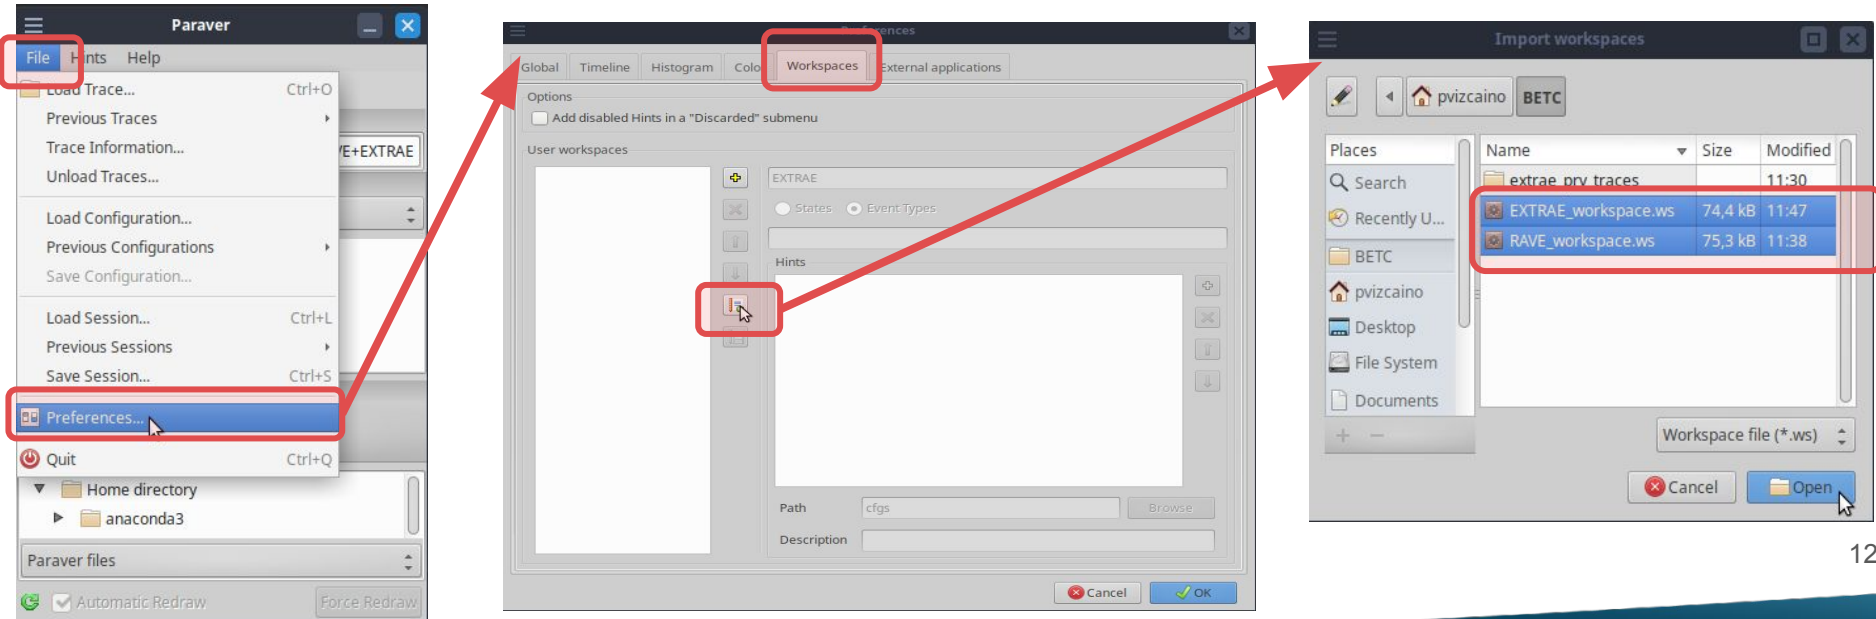 Paraver
File Hints Help
Load Trace... Ctrl+O
Previous Traces
Trace Information...
Unload Traces...
Load Configuration...
Previous Configurations
Save Configuration...
Load Session... Ctrl+L
Previous Sessions
Save Session... Ctrl+S
Preferences...
Quit Ctrl+Q
E+EXTRAE
Home directory
anaconda3
Paraver files
Automatic Redraw Force Redraw
Preferences
Global Timeline Histogram Colo Workspaces External applications
Options
Add disabled Hints in a "Discarded" submenu
User workspaces
EXTRAE
States Event Types
Hints
Path cfgs Browse
Description
Cancel OK
Import workspaces
pvizcaino BETC
Places
Search
Recently U...
BETC
pvizcaino
Desktop
File System
Documents
Name Size Modified
extrae_prv_traces 11:30
EXTRAE_workspace.ws 74,4 kB 11:47
RAVE_workspace.ws 75,3 kB 11:38
Workspace file (*.ws)
Cancel Open
12